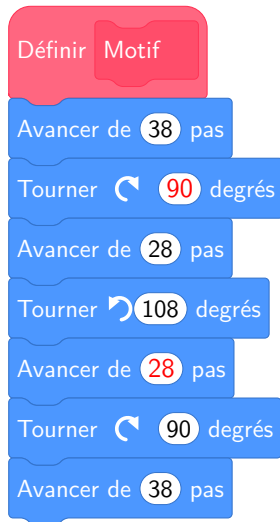 Définir Motif
Avancer de 38 pas
Tourner 90 degrés
Avancer de 28 pas
Tourner 108 degrés
Avancer de 28 pas
Tourner 90 degrés
Avancer de 38 pas